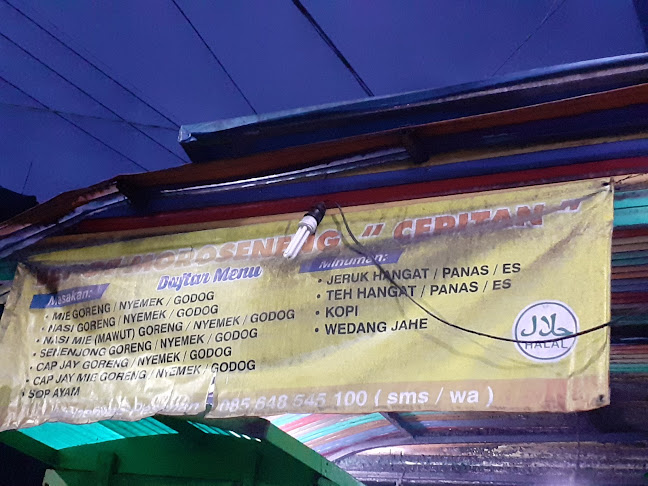 " CEPITAN "
Daftar Menu
Masakan:
• MIE GORENG / NYEMEK / GODOG
• NASI GORENG / NYEMEK / GODOG
• NASI MIE (MAWUT) GORENG / NYEMEK / GODOG
• SENENJONG GORENG / NYEMEK / GODOG
• CAP JAY GORENG / NYEMEK / GODOG
• CAP JAY MIE GORENG / NYEMEK / GODOG
• SOP AYAM
Minuman:
• JERUK HANGAT / PANAS / ES
• TEH HANGAT / PANAS / ES
• KOPI
• WEDANG JAHE
حلال
HALAL
085 648 545 100 ( sms / wa )